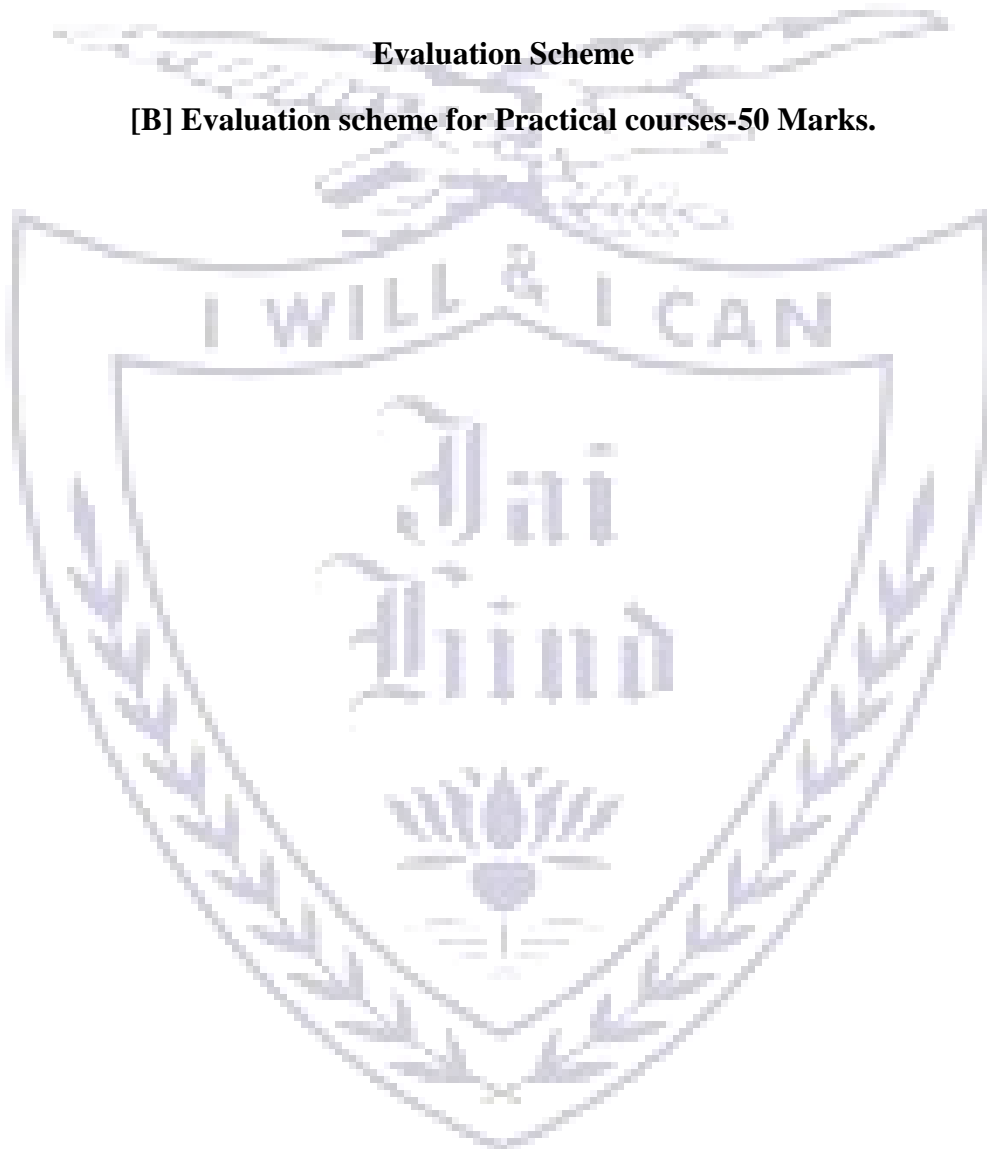 Evaluation Scheme
[B] Evaluation scheme for Practical courses-50 Marks.
I WILL & I CAN
Jai
Hind